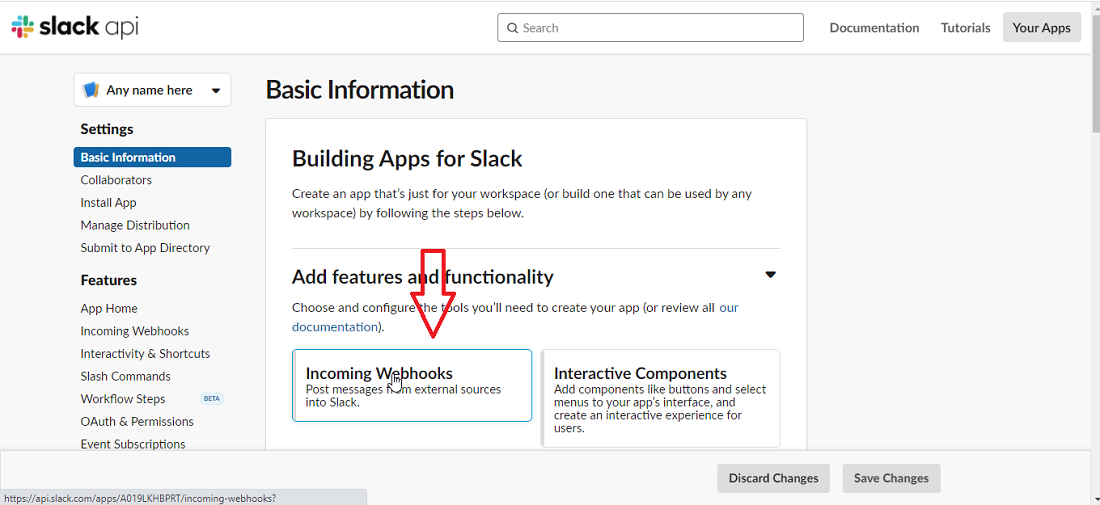 slack api
Search
Documentation
Tutorials
Your Apps
Any name here
Settings
Basic Information
Collaborators
Install App
Manage Distribution
Submit to App Directory
Features
App Home
Incoming Webhooks
Interactivity & Shortcuts
Slash Commands
Workflow Steps BETA
OAuth & Permissions
Event Subscriptions
Basic Information
Building Apps for Slack
Create an app that's just for your workspace (or build one that can be used by any
workspace) by following the steps below.
Add features and functionality
Choose and configure the tools you'll need to create your app (or review all our
documentation).
Incoming Webhooks
Post messages from external sources
into Slack.
Interactive Components
Add components like buttons and select
menus to your app's interface, and
create an interactive experience for
users.
Discard Changes
Save Changes
https://api.slack.com/apps/A019LKHBPRT/incoming-webhooks?